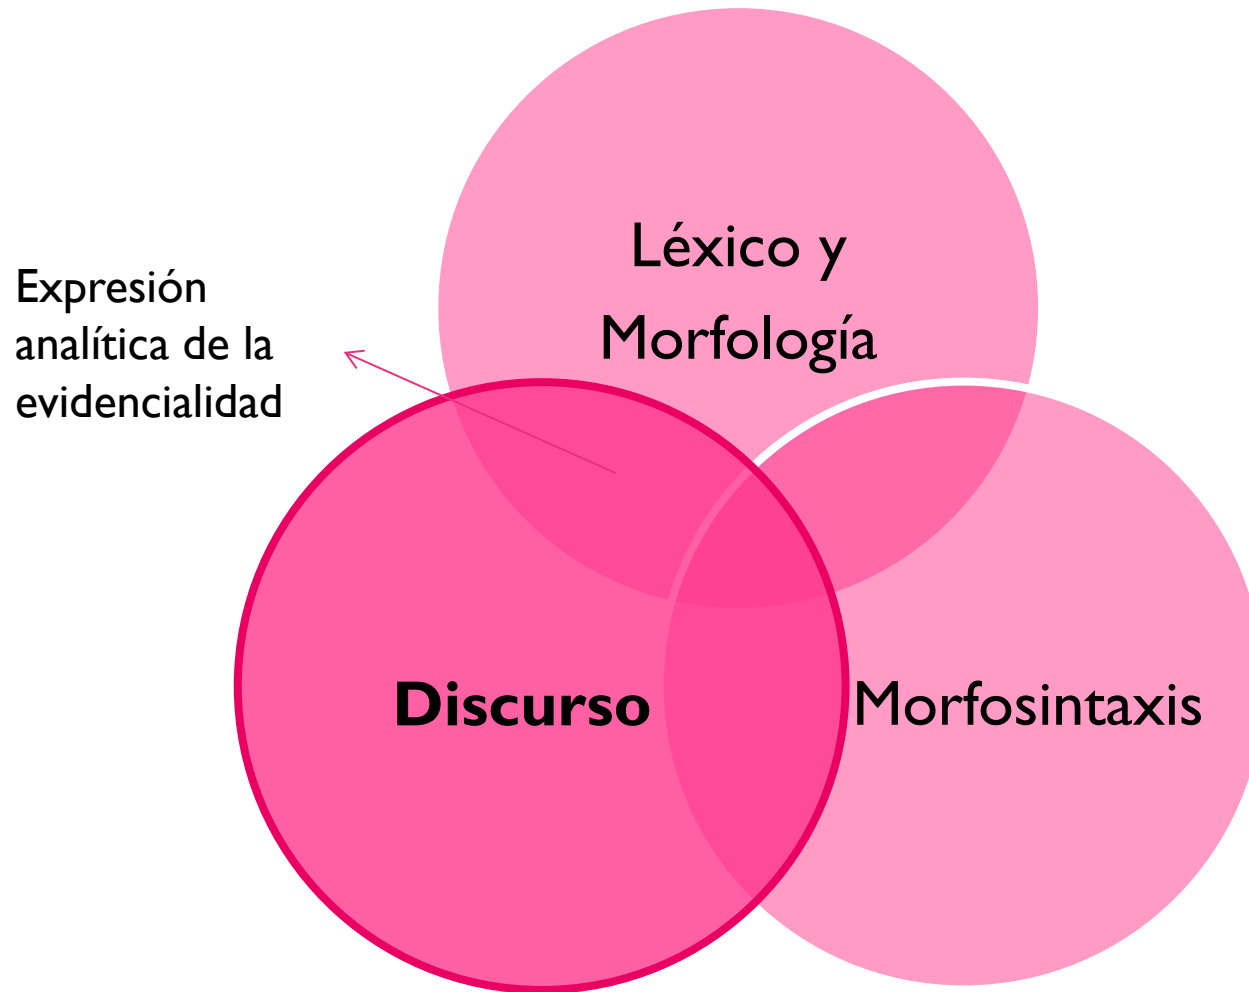 Léxico y
Morfología
Expresión
analítica de la
evidencialidad
Discurso
Morfosintaxis